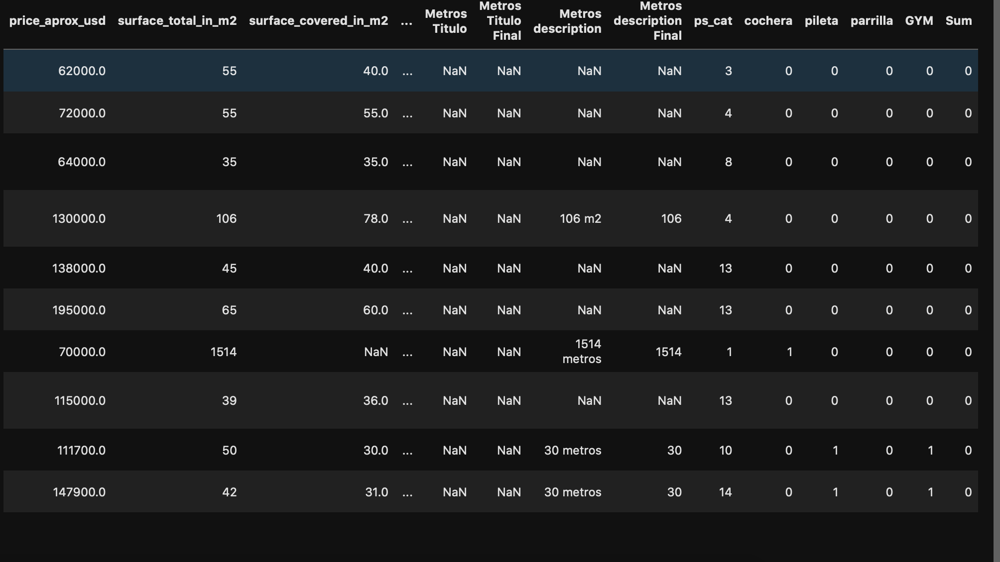 price_aprox_usd surface_total_in_m2 surface_covered_in_m2 ... Metros Titulo Metros Titulo Final Metros description Metros description Final ps_cat cochera pileta parrilla GYM Sum
62000.0 55 40.0 ... NaN NaN NaN NaN 3 0 0 0 0 0
72000.0 55 55.0 ... NaN NaN NaN NaN 4 0 0 0 0 0
64000.0 35 35.0 ... NaN NaN NaN NaN 8 0 0 0 0 0
130000.0 106 78.0 ... NaN NaN 106 m2 106 4 0 0 0 0 0
138000.0 45 40.0 ... NaN NaN NaN NaN 13 0 0 0 0 0
195000.0 65 60.0 ... NaN NaN NaN NaN 13 0 0 0 0 0
70000.0 1514 NaN ... NaN NaN 1514 metros 1514 1 1 0 0 0 0
115000.0 39 36.0 ... NaN NaN NaN NaN 13 0 0 0 0 0
111700.0 50 30.0 ... NaN NaN 30 metros 30 10 0 1 0 1 0
147900.0 42 31.0 ... NaN NaN 30 metros 30 14 0 1 0 1 0